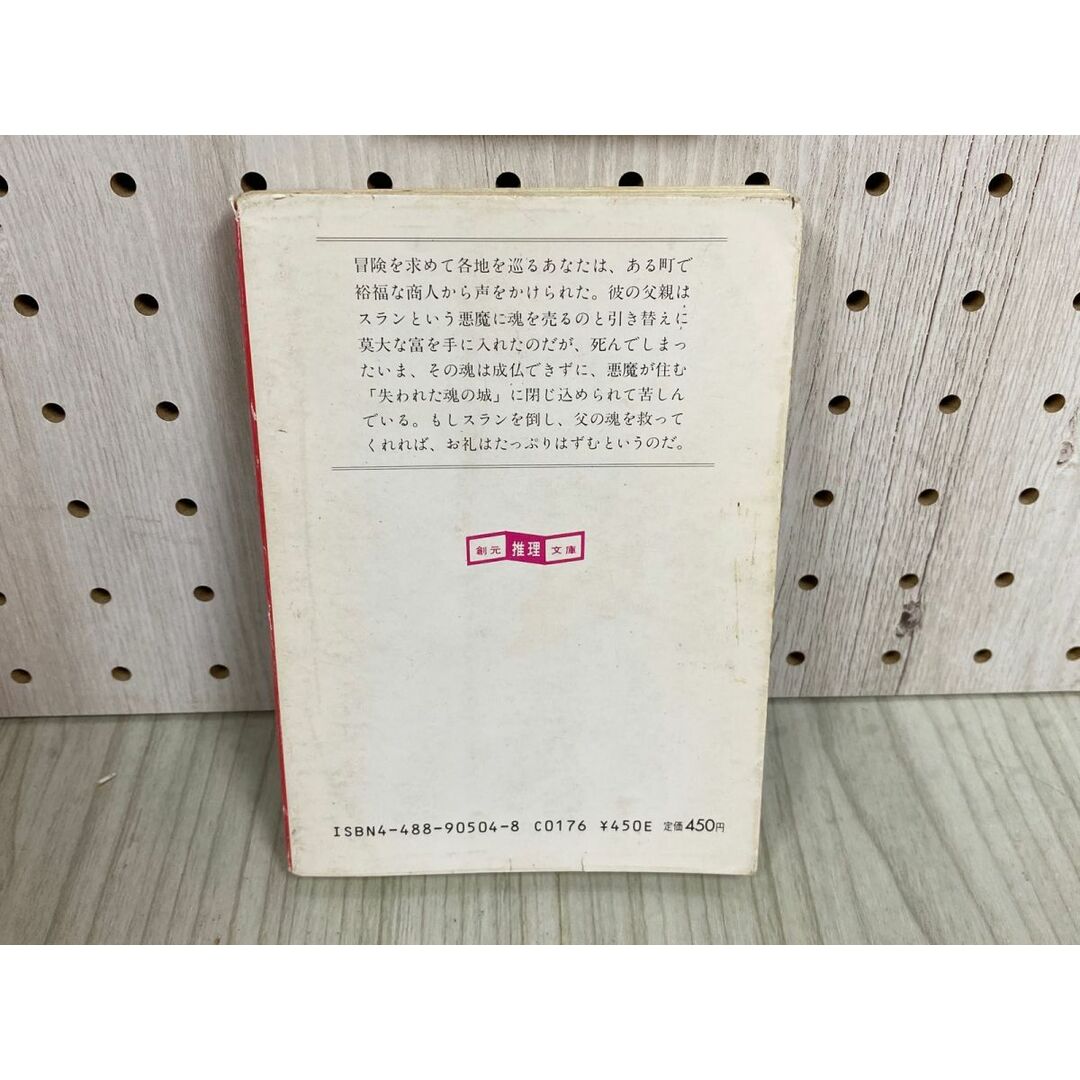 冒険を求めて各地を巡るあなたは、ある町で
裕福な商人から声をかけられた。彼の父親は
スランという悪魔に魂を売るのと引き替えに
莫大な富を手に入れたのだが、死んでしまっ
たいま、その魂は成仏できずに、悪魔が住む
「失われた魂の城」に閉じ込められて苦しん
でいる。もしスランを倒し、父の魂を救って
くれれば、お礼はたっぷりはずむというのだ。
創元 推理 文庫
ISBN4-488-90504-8 C0176 ¥450E 定価450円